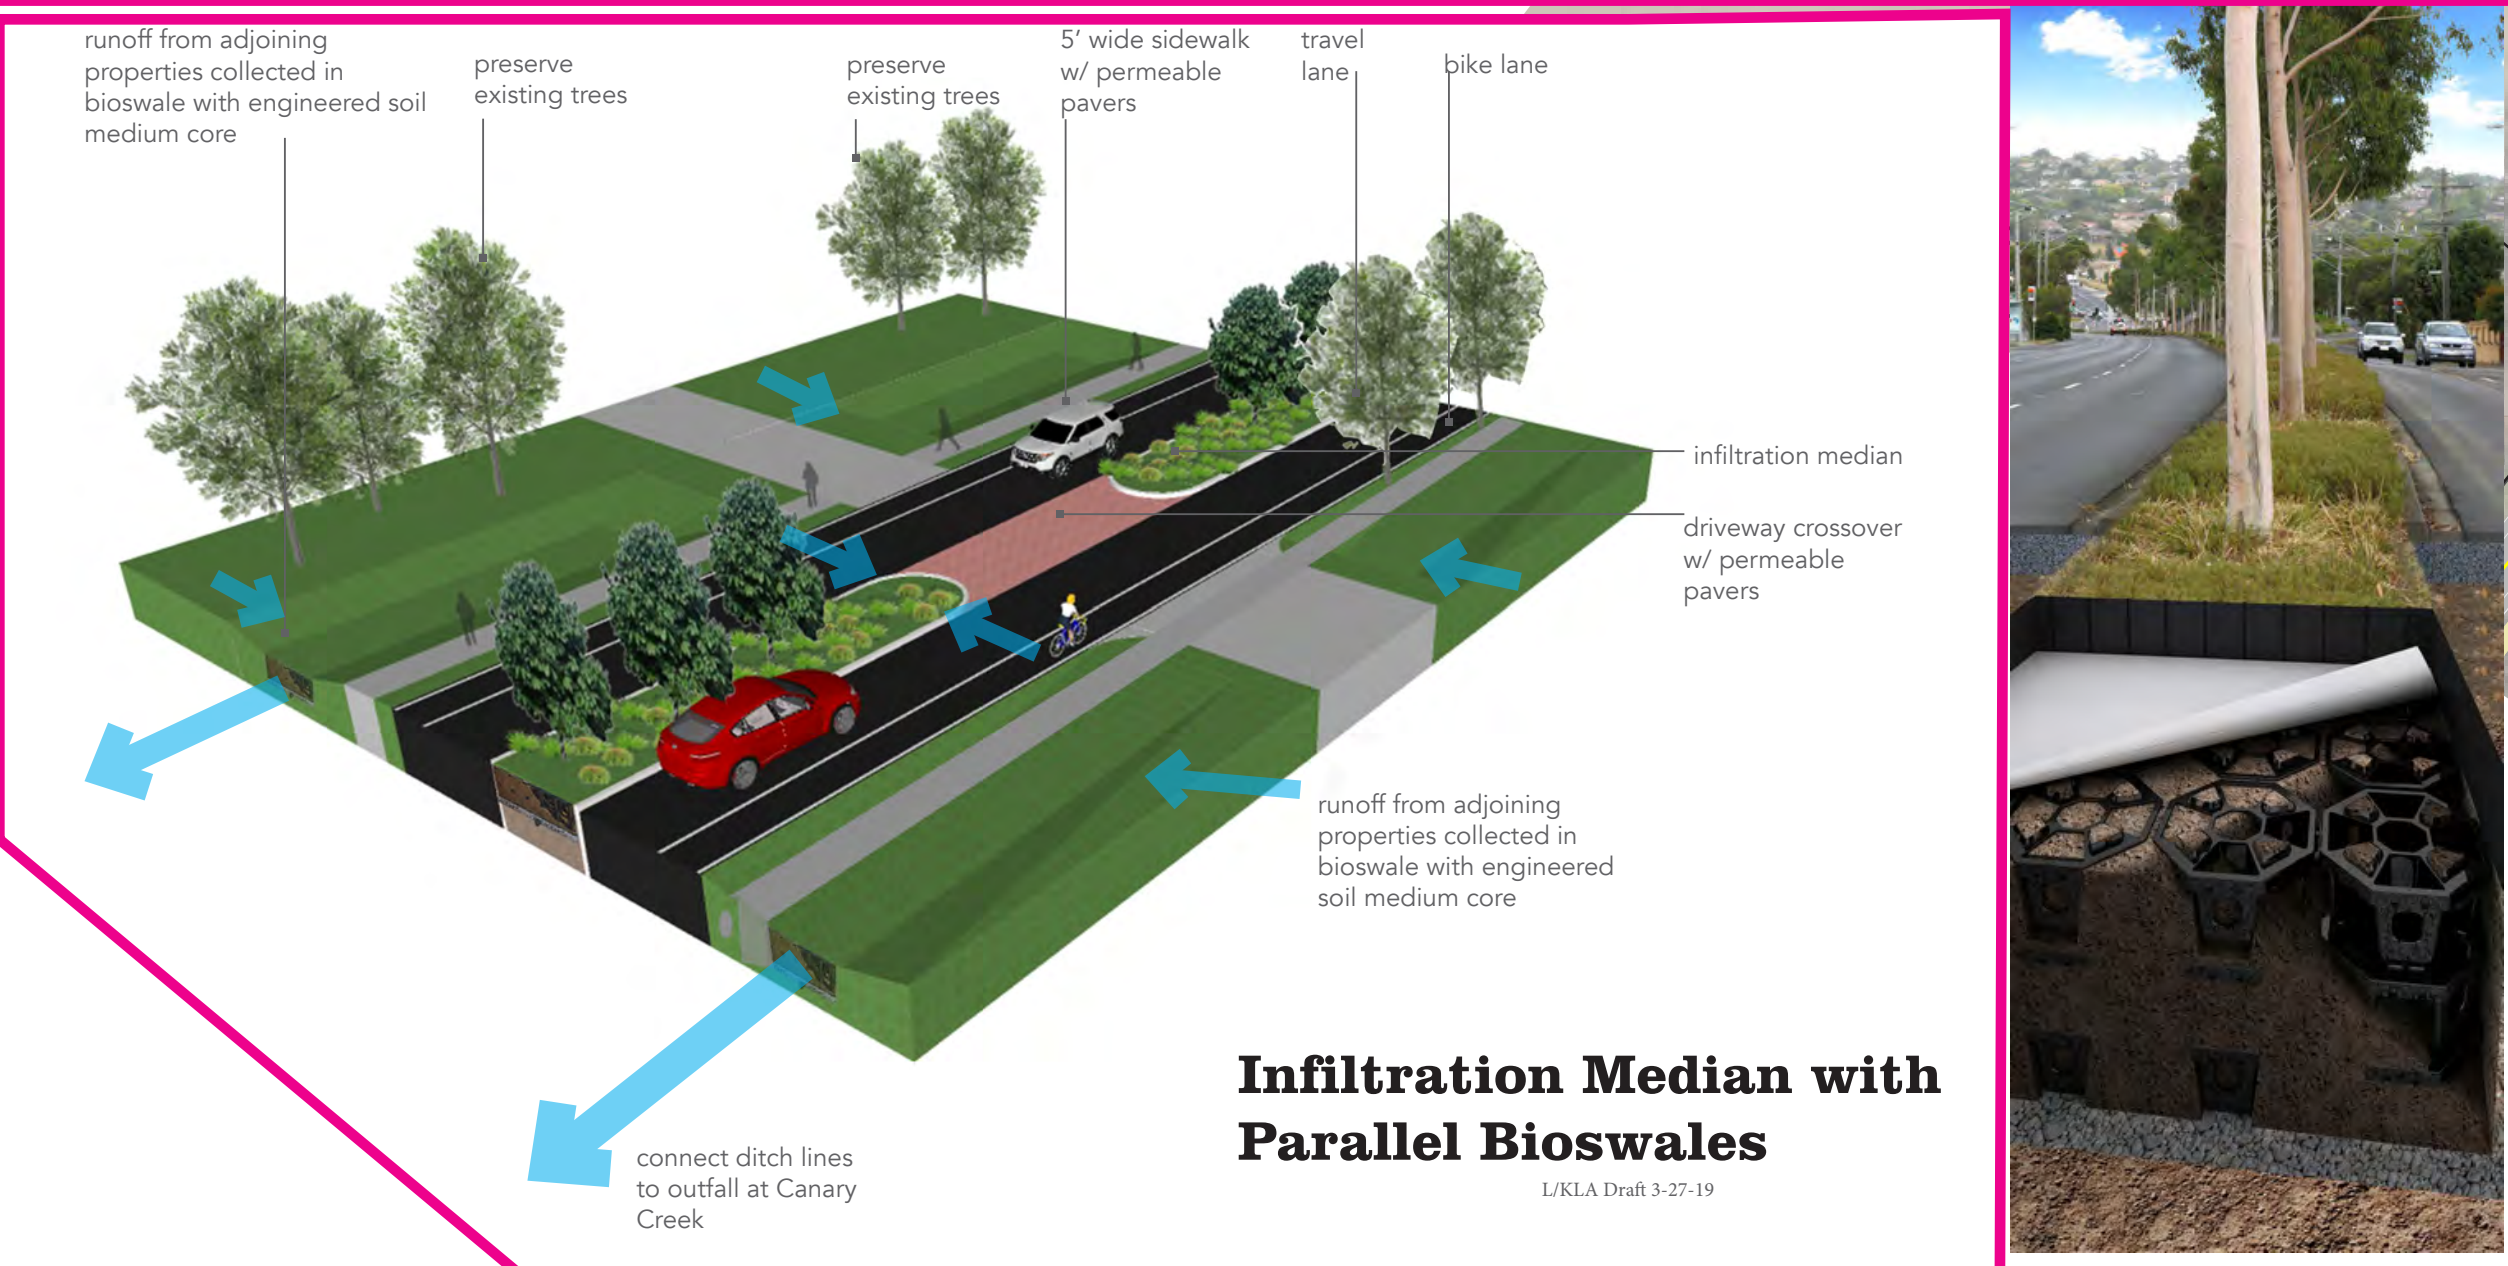 runoff from adjoining
properties collected in
bioswale with engineered soil
medium core
preserve
existing trees
preserve
existing trees
5’ wide sidewalk
w/ permeable
pavers
travel
lane
bike lane
infiltration median
driveway crossover
w/ permeable
pavers
runoff from adjoining
properties collected in
bioswale with engineered
soil medium core
connect ditch lines
to outfall at Canary
Creek
Infiltration Median with
Parallel Bioswales
L/KLA Draft 3-27-19